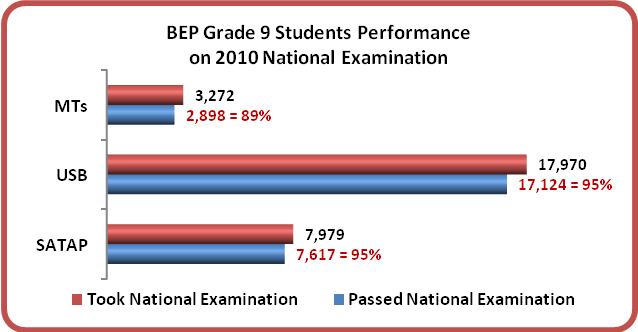 BEP Grade 9 Students Performance
on 2010 National Examination
MTs
3,272
2,898 = 89%
USB
17,970
17,124 = 95%
SATAP
7,979
7,617 = 95%
Took National Examination
Passed National Examination